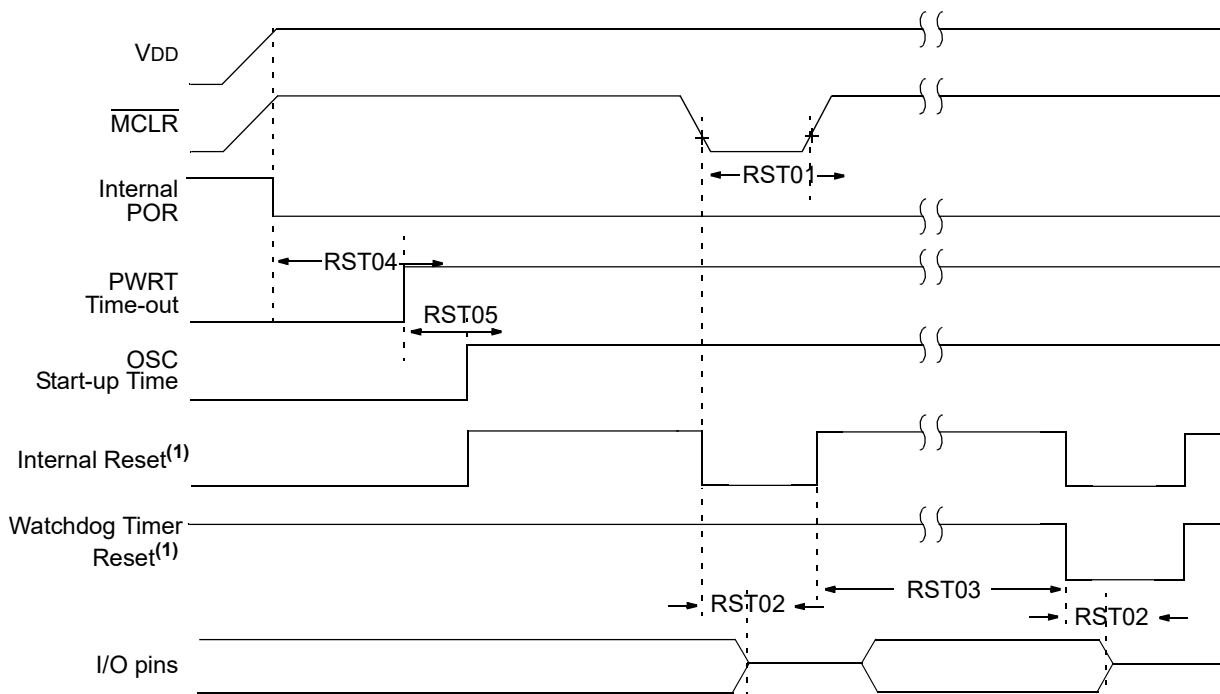 VDD
MCLR
RST01
Internal
POR
RST04
PWRT
Time-out
RST05
OSC
Start-up Time
Internal Reset(1)
Watchdog Timer
Reset(1)
RST03
RST02
RST02
I/O pins